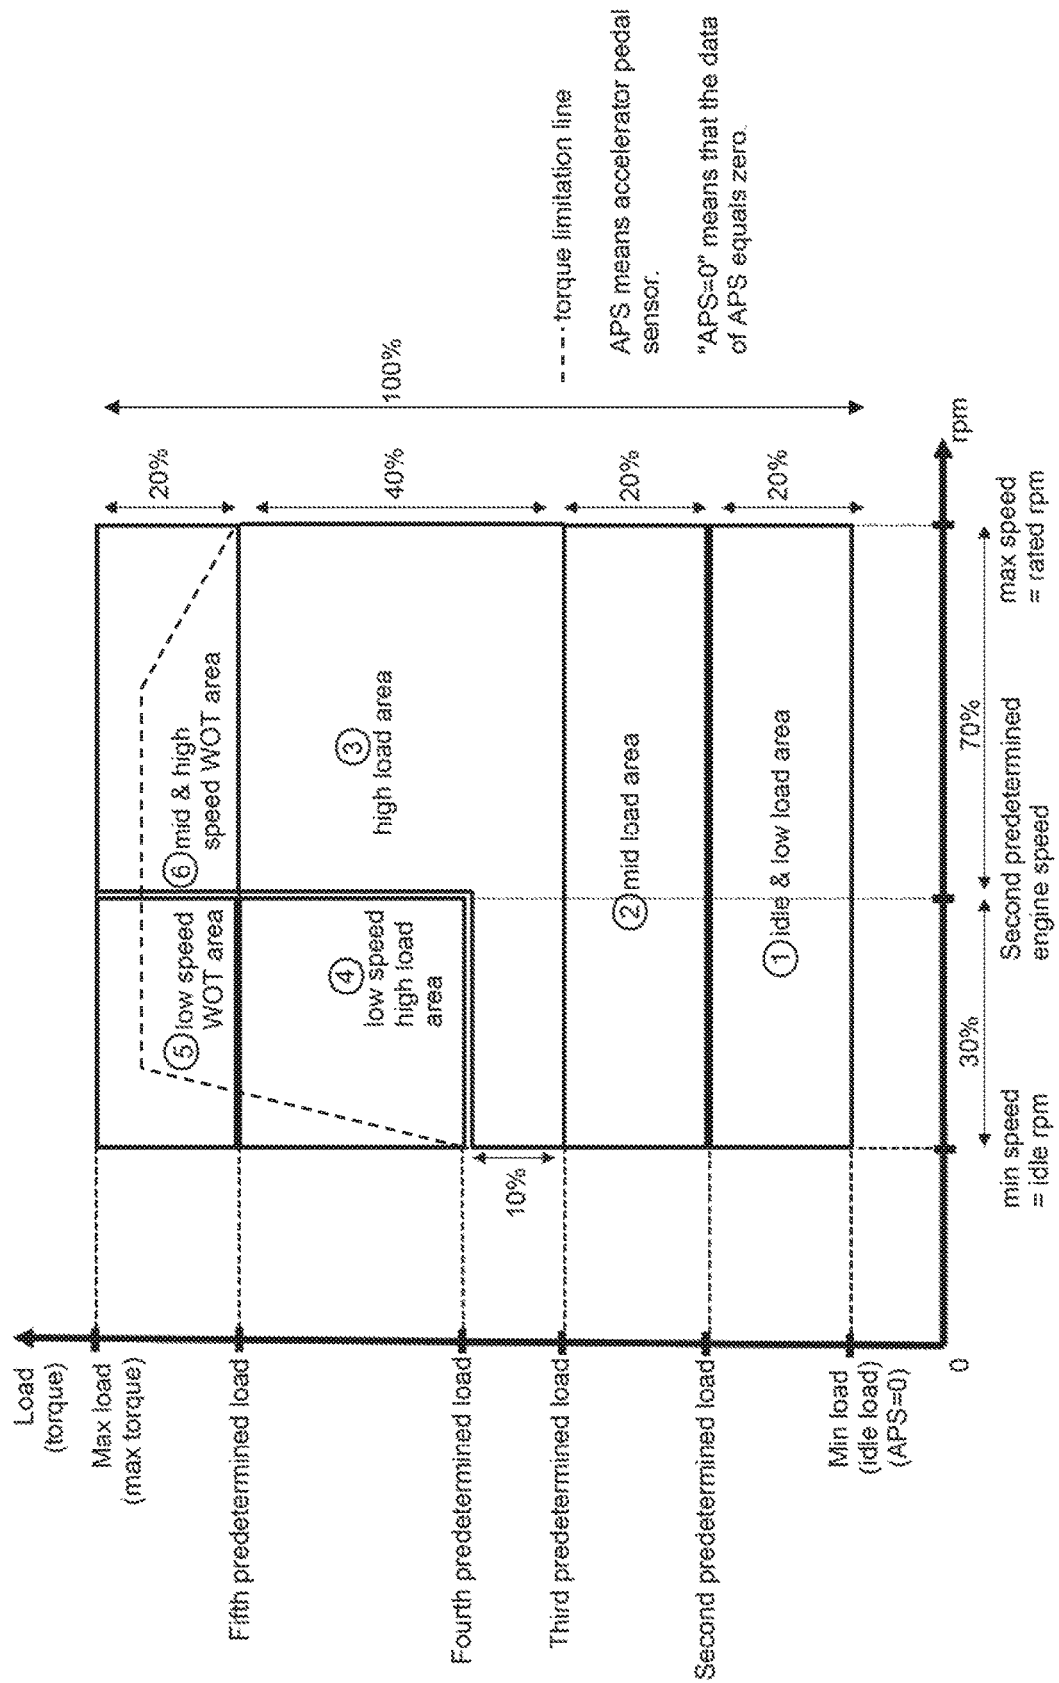 Load
(torque)
Max load
(max torque)
Fifth predetermined load
Fourth predetermined load
Third predetermined load
Second predetermined load
Min load
(idle load)
(APS=0)
0
⑤ low speed
WOT area
⑥ mid & high
speed WOT area
④
low speed
high load
area
③
high load area
② mid load area
① idle & low load area
10%
20%
40%
20%
20%
100%
30%
70%
rpm
min speed
= idle rpm
Second predetermined
engine speed
max speed
= rated rpm
---- torque limitation line
APS means accelerator pedal
sensor.
"APS=0" means that the data
of APS equals zero.